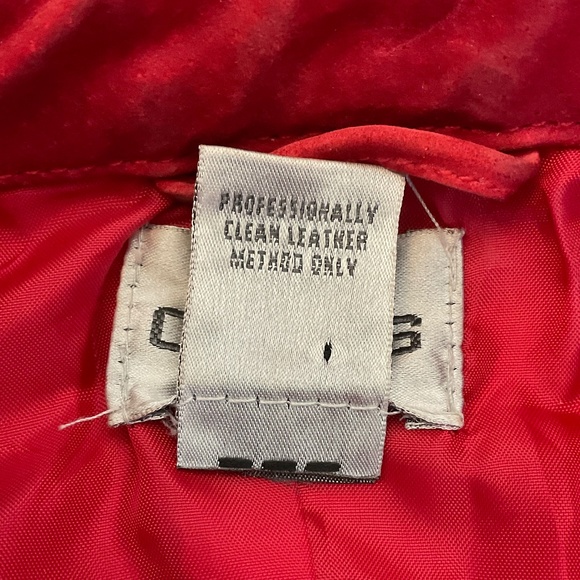 PROFESSIONALLY
CLEAN LEATHER
METHOD ONLY